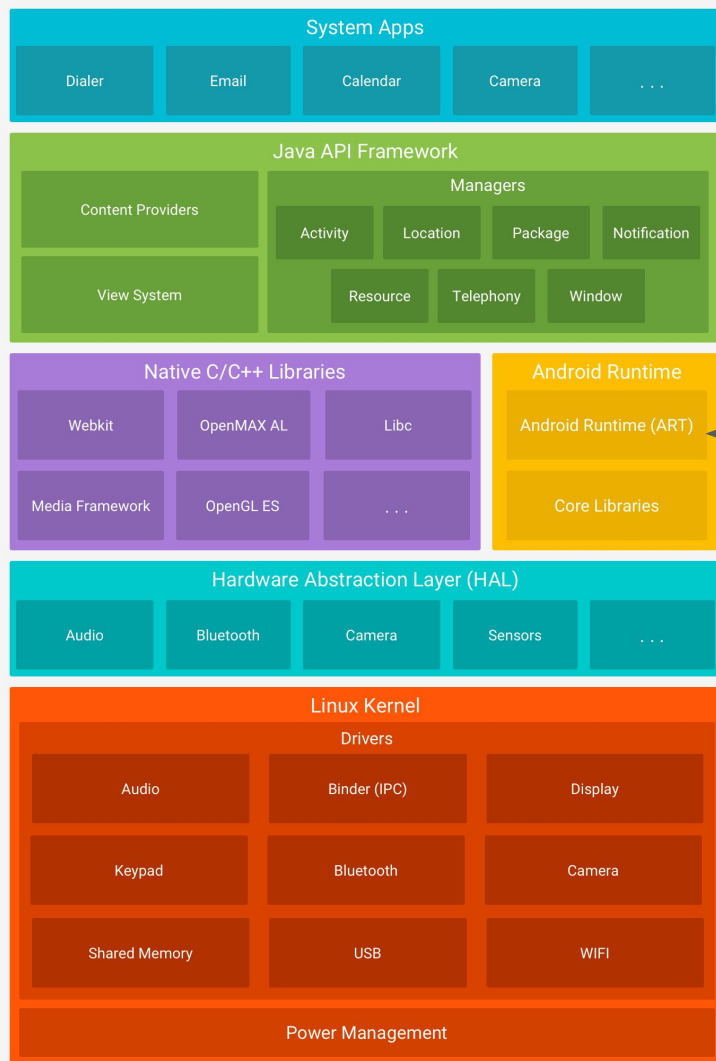 System Apps
Dialer Email Calendar Camera . . .
Java API Framework
Content Providers
View System
Managers
Activity Location Package Notification
Resource Telephony Window
Native C/C++ Libraries
Webkit OpenMAX AL Libc
Media Framework OpenGL ES . . .
Android Runtime
Android Runtime (ART)
Core Libraries
Hardware Abstraction Layer (HAL)
Audio Bluetooth Camera Sensors . . .
Linux Kernel
Drivers
Audio Binder (IPC) Display
Keypad Bluetooth Camera
Shared Memory USB WIFI
Power Management